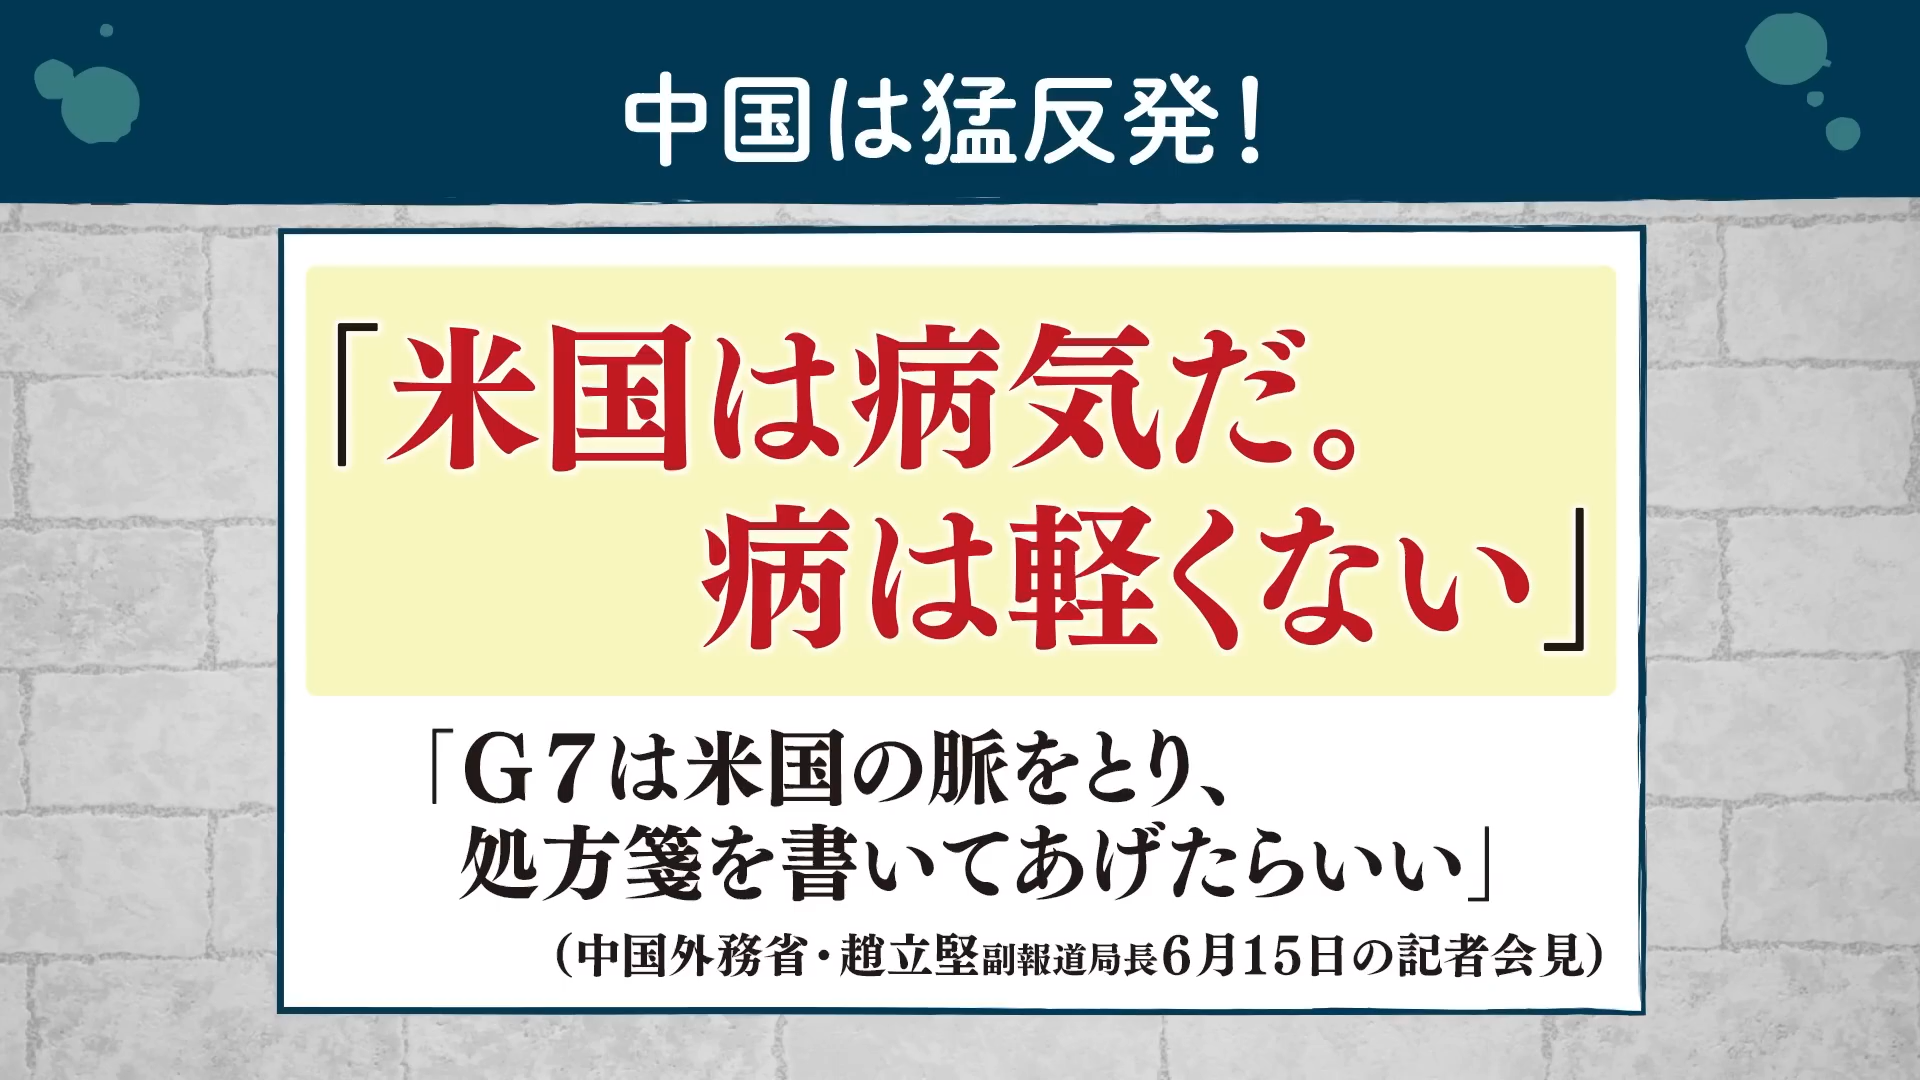 中国は猛反発！
「米国は病気だ。
病は軽くない」
「G７は米国の脈をとり、
処方箋を書いてあげたらいい」
（中国外務省・趙立堅副報道局長6月15日の記者会見）